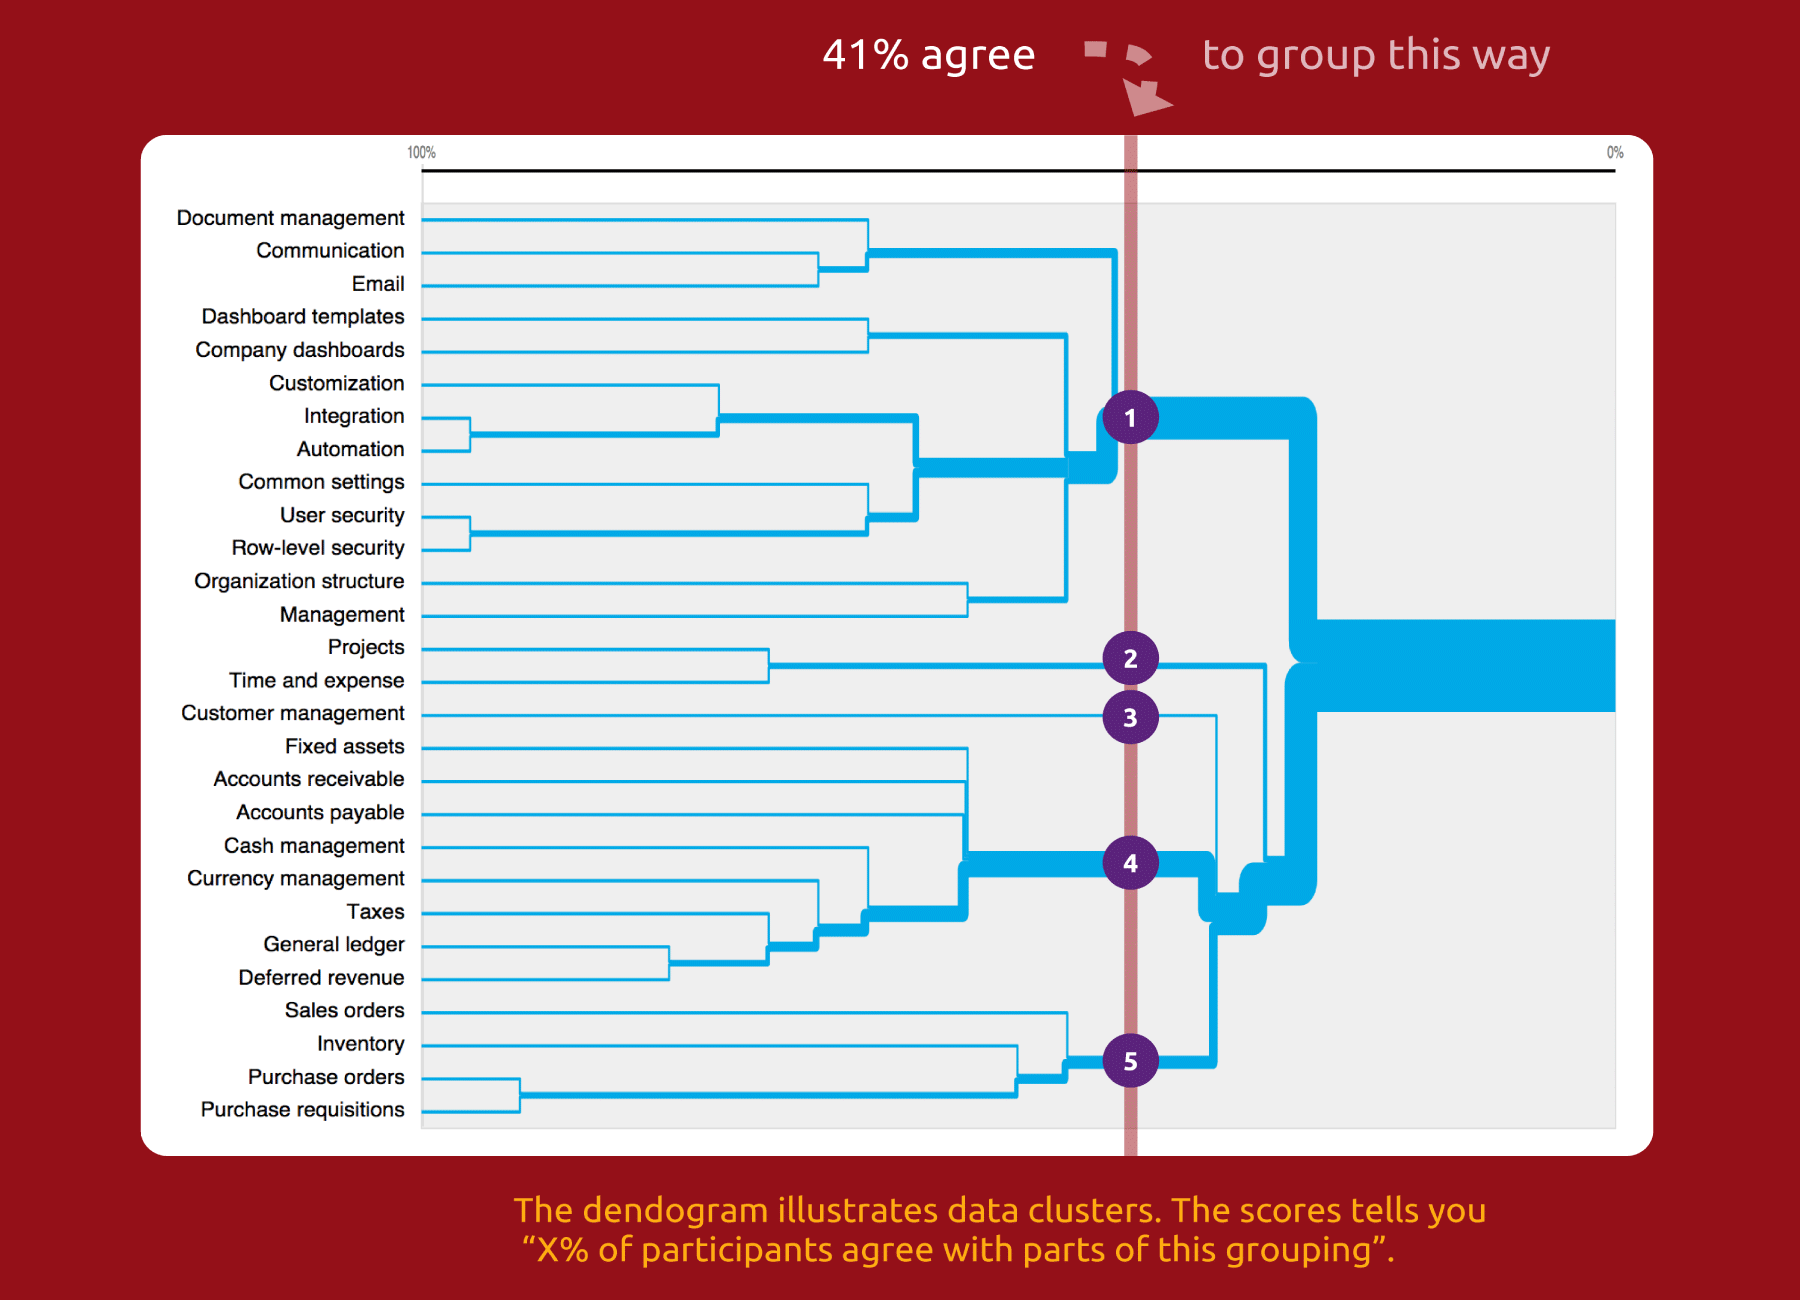 41% agree to group this way
100% 0%
Document management
Communication
Email
Dashboard templates
Company dashboards
Customization
Integration
1
Automation
Common settings
User security
Row-level security
Organization structure
Management
Projects
2
Time and expense
Customer management
3
Fixed assets
Accounts receivable
Accounts payable
Cash management
4
Currency management
Taxes
General ledger
Deferred revenue
Sales orders
Inventory
5
Purchase orders
Purchase requisitions
The dendogram illustrates data clusters. The scores tells you
“X% of participants agree with parts of this grouping”.